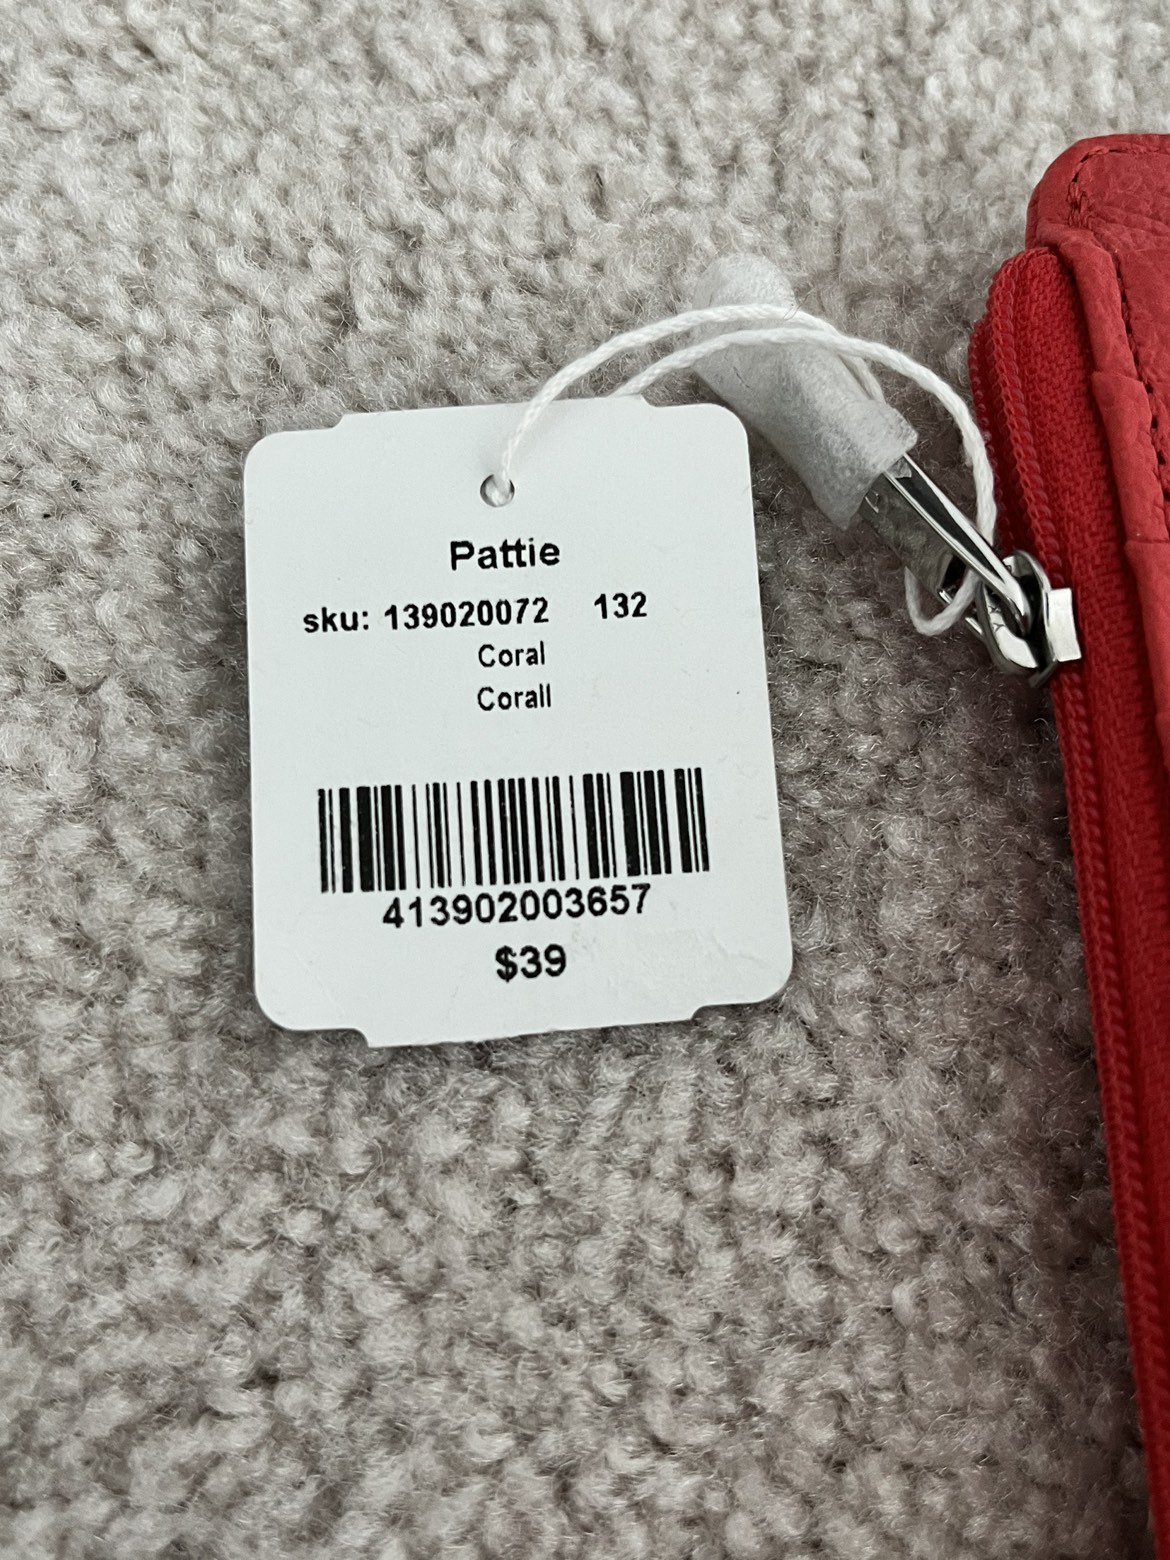 Pattie
sku: 139020072 132
Coral
Corall
413902003657
$39